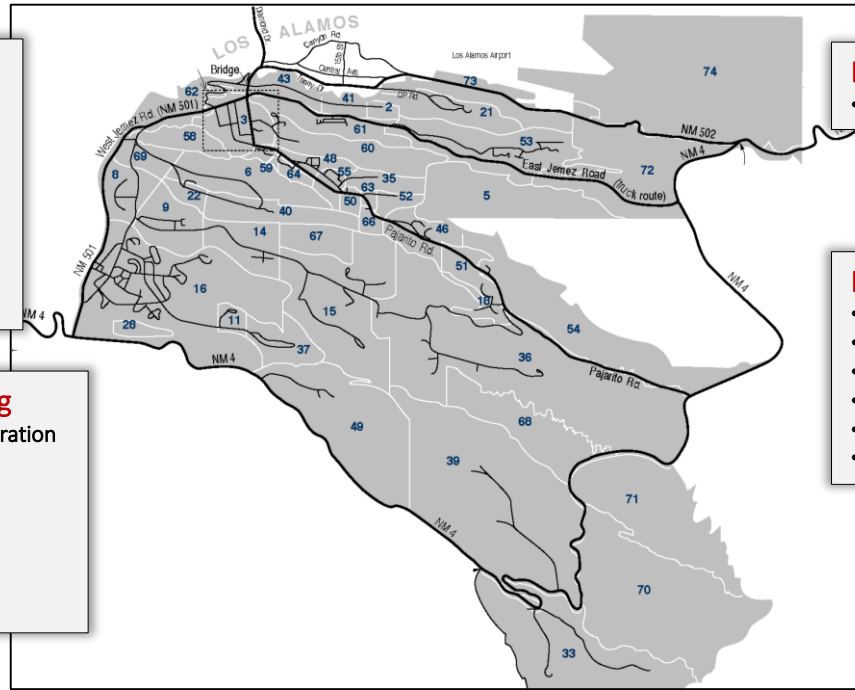 LOS ALAMOS
Diamond Dr.
Canyon Rd.
Central Ave.
Los Alamos Airport
Bridge
Trinity Dr.
DP Rd.
74
73
43
62
41
2
21
West Jemez Rd. (NM 501)
3
58
61
60
53
NM 502
NM 4
72
East Jemez Road
(truck route)
69
8
6
59
64
48
55
35
63
52
5
22
9
40
50
66
46
14
67
Pajarito Rd.
51
NM 501
16
18
NM 4
15
54
28
11
37
36
NM 4
NM 4
Pajarito Rd.
68
49
39
71
NM 4
70
33
g
ration